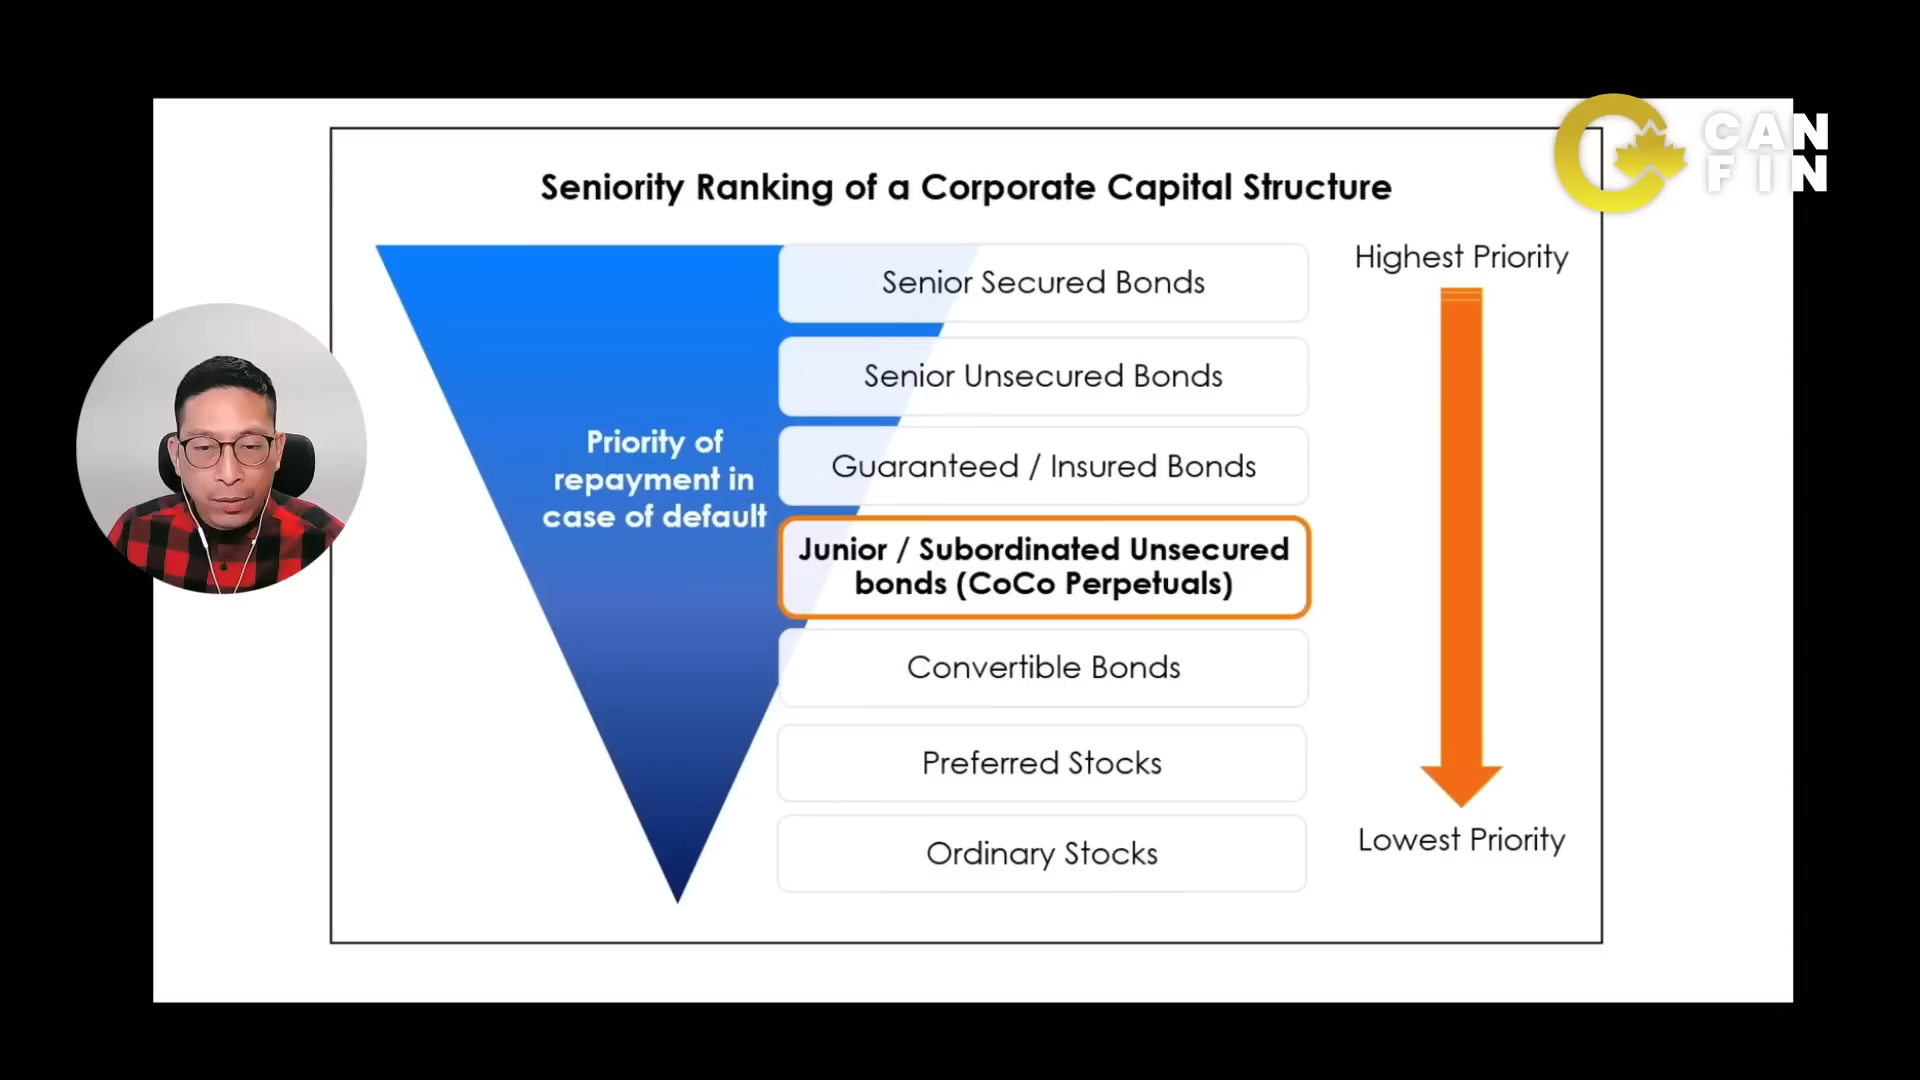 CAN
FIN
Seniority Ranking of a Corporate Capital Structure
Highest Priority
Senior Secured Bonds
Senior Unsecured Bonds
Priority of
repayment in
case of default
Guaranteed / Insured Bonds
Junior / Subordinated Unsecured
bonds (CoCo Perpetuals)
Convertible Bonds
Preferred Stocks
Ordinary Stocks
Lowest Priority